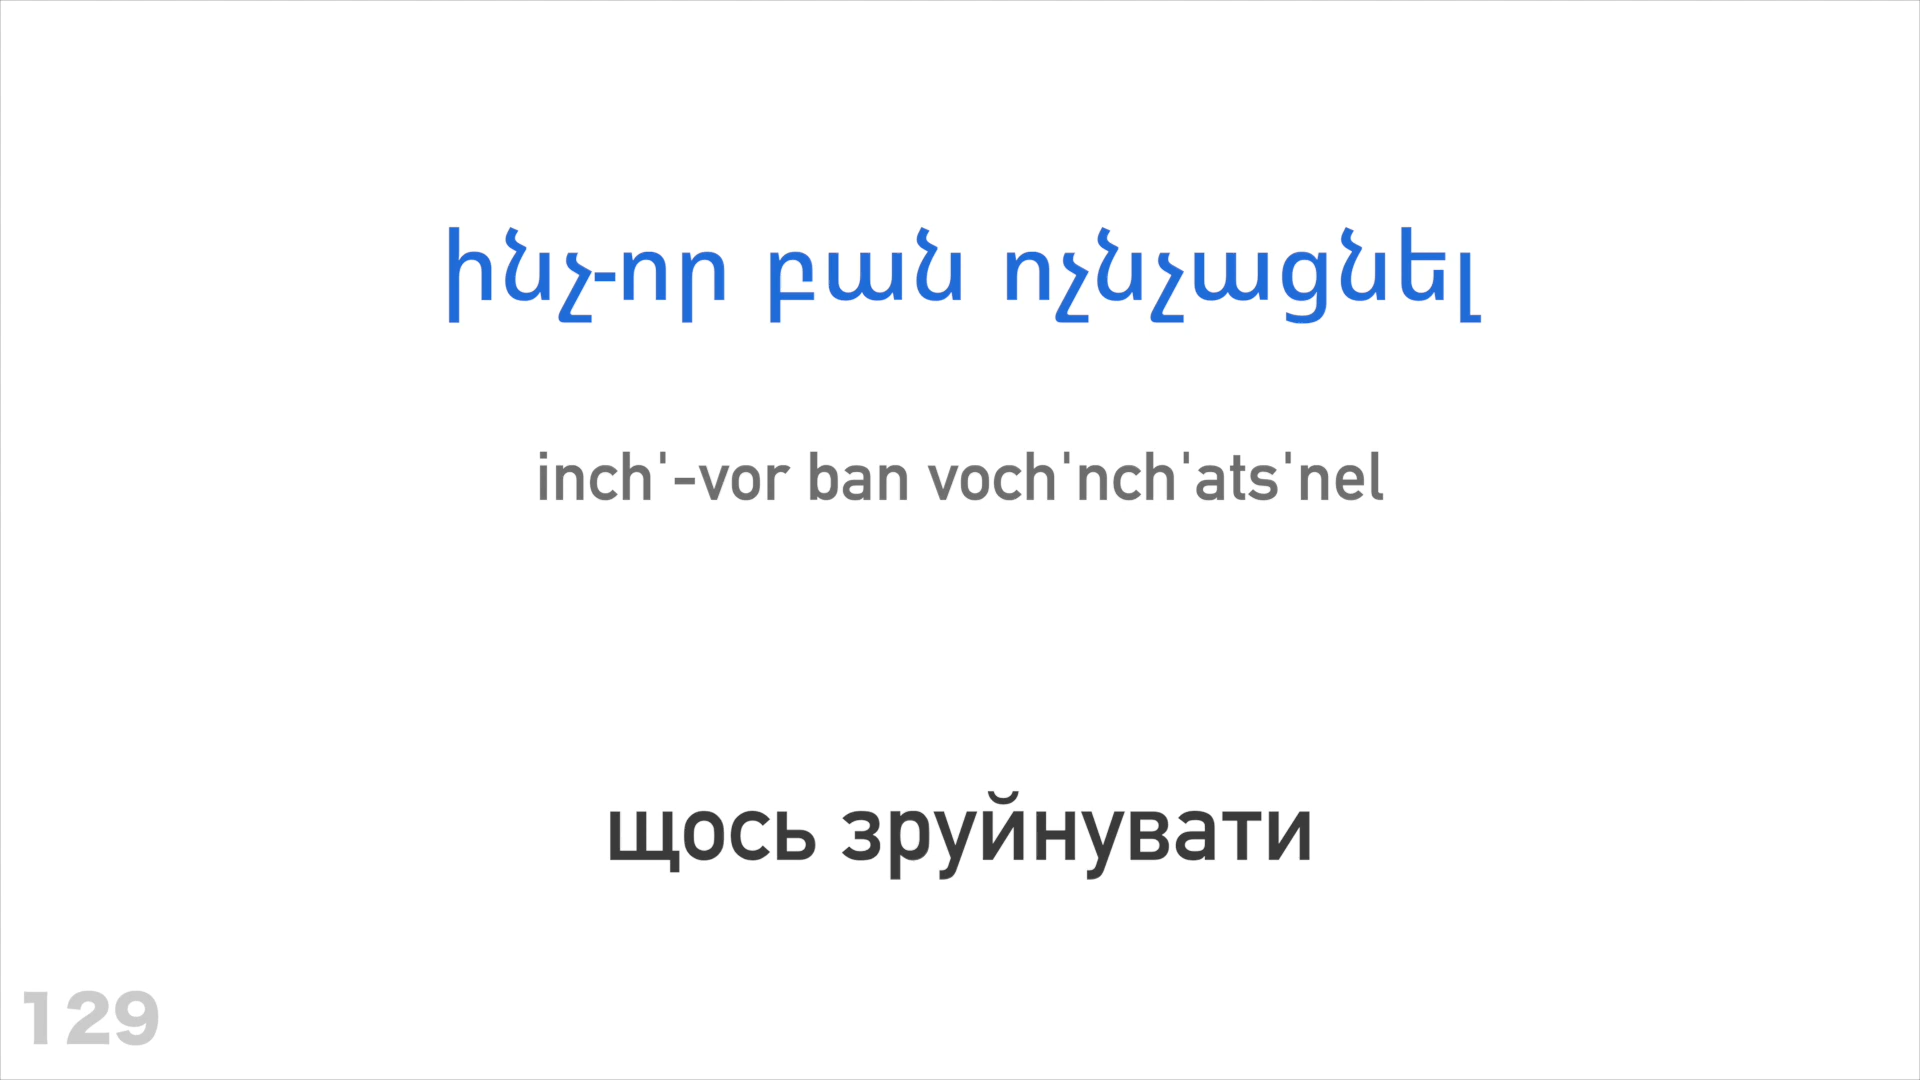 ինչ-որ բան ոչնչացնել
inch'-vor ban voch'nch'ats'nel
щось зруйнувати
129